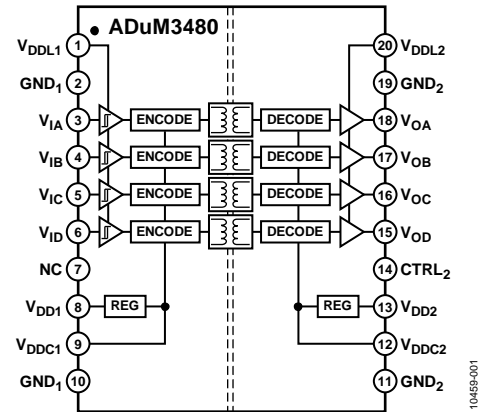 ADuM3480
1 VDDL1
20 VDDL2
GND1 2
19 GND2
VIA 3 ENCODE DECODE 18 VOA
VIB 4 ENCODE DECODE 17 VOB
VIC 5 ENCODE DECODE 16 VOC
VID 6 ENCODE DECODE 15 VOD
NC 7
14 CTRL2
VDD1 8 REG REG 13 VDD2
VDDC1 9
12 VDDC2
GND1 10
11 GND2
10459-001